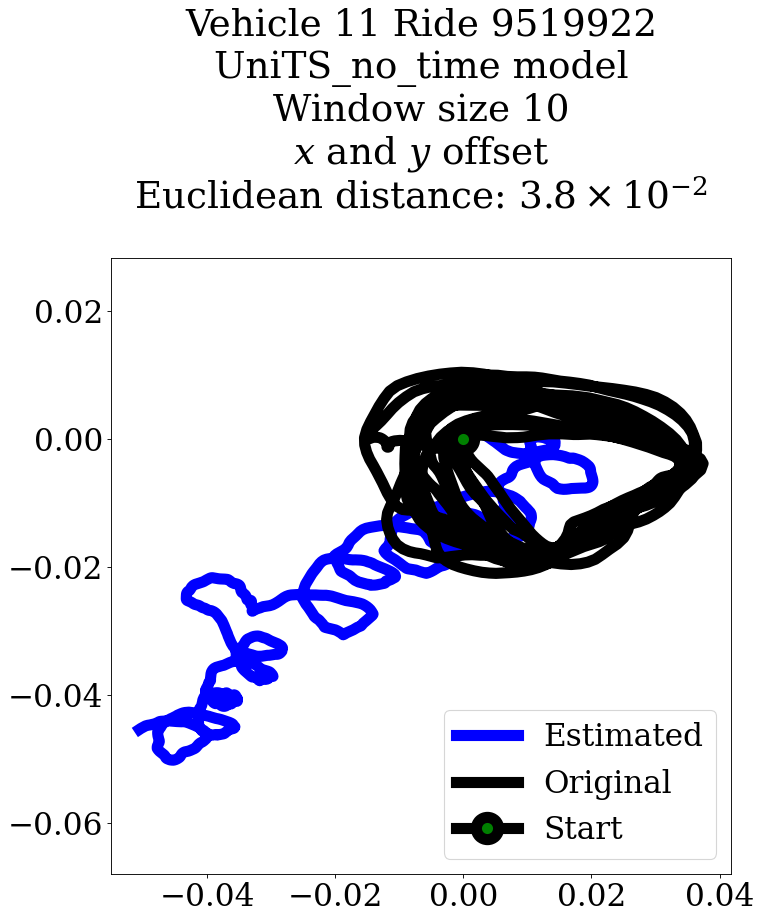 Vehicle 11 Ride 9519922
UniTS_no_time model
Window size 10
x and y offset
Euclidean distance: 3.8 × 10⁻²
0.02
0.00
−0.02
−0.04
−0.06
Estimated
Original
Start
−0.04 −0.02 0.00 0.02 0.04